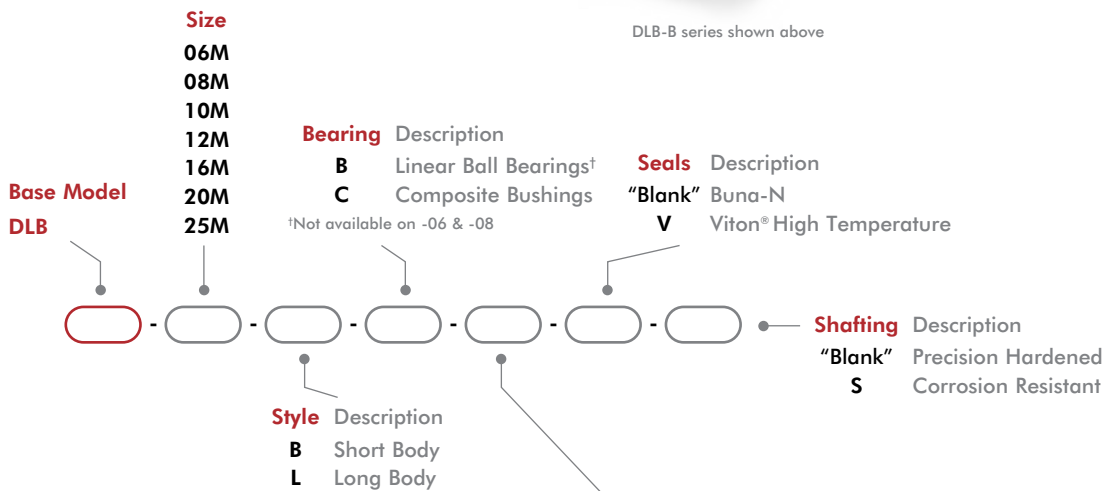 DLB-B series shown above
Size
06M
08M
10M
12M
16M
20M
25M
Base Model
DLB
Bearing Description
B Linear Ball Bearings†
C Composite Bushings
†Not available on -06 & -08
Seals Description
"Blank" Buna-N
V Viton® High Temperature
- - - - - -
Shafting Description
"Blank" Precision Hardened
S Corrosion Resistant
Style Description
B Short Body
L Long Body